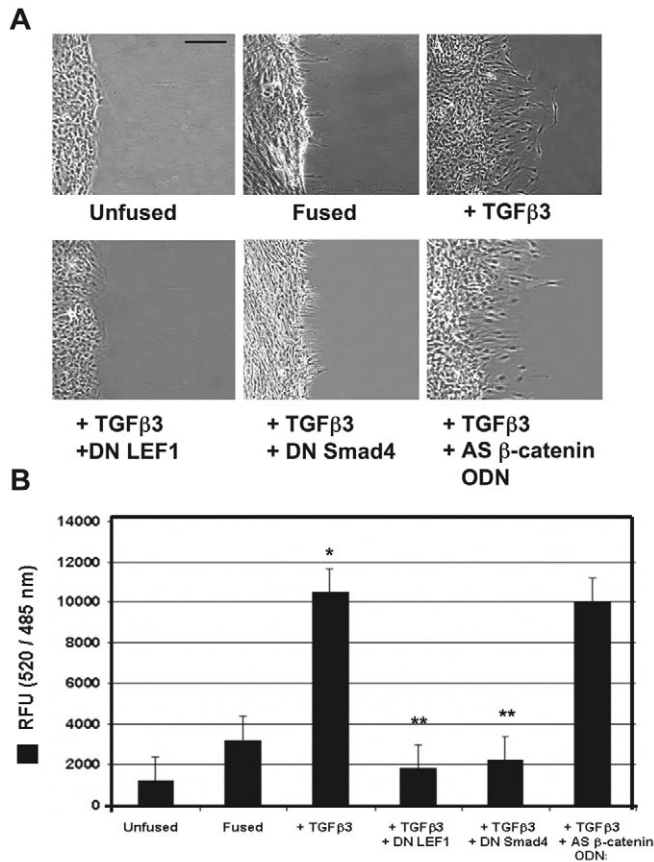 A
Unfused
Fused
+ TGFβ3
+ TGFβ3
+DN LEF1
+ TGFβ3
+ DN Smad4
+ TGFβ3
+ AS β-catenin
ODN
B
RFU (520 / 485 nm)
14000
12000
10000
8000
6000
4000
2000
0
*
**
**
Unfused
Fused
+ TGFβ3
+ TGFβ3
+ DN LEF1
+ TGFβ3
+ DN Smad4
+ TGFβ3
+ AS β-catenin
ODN: